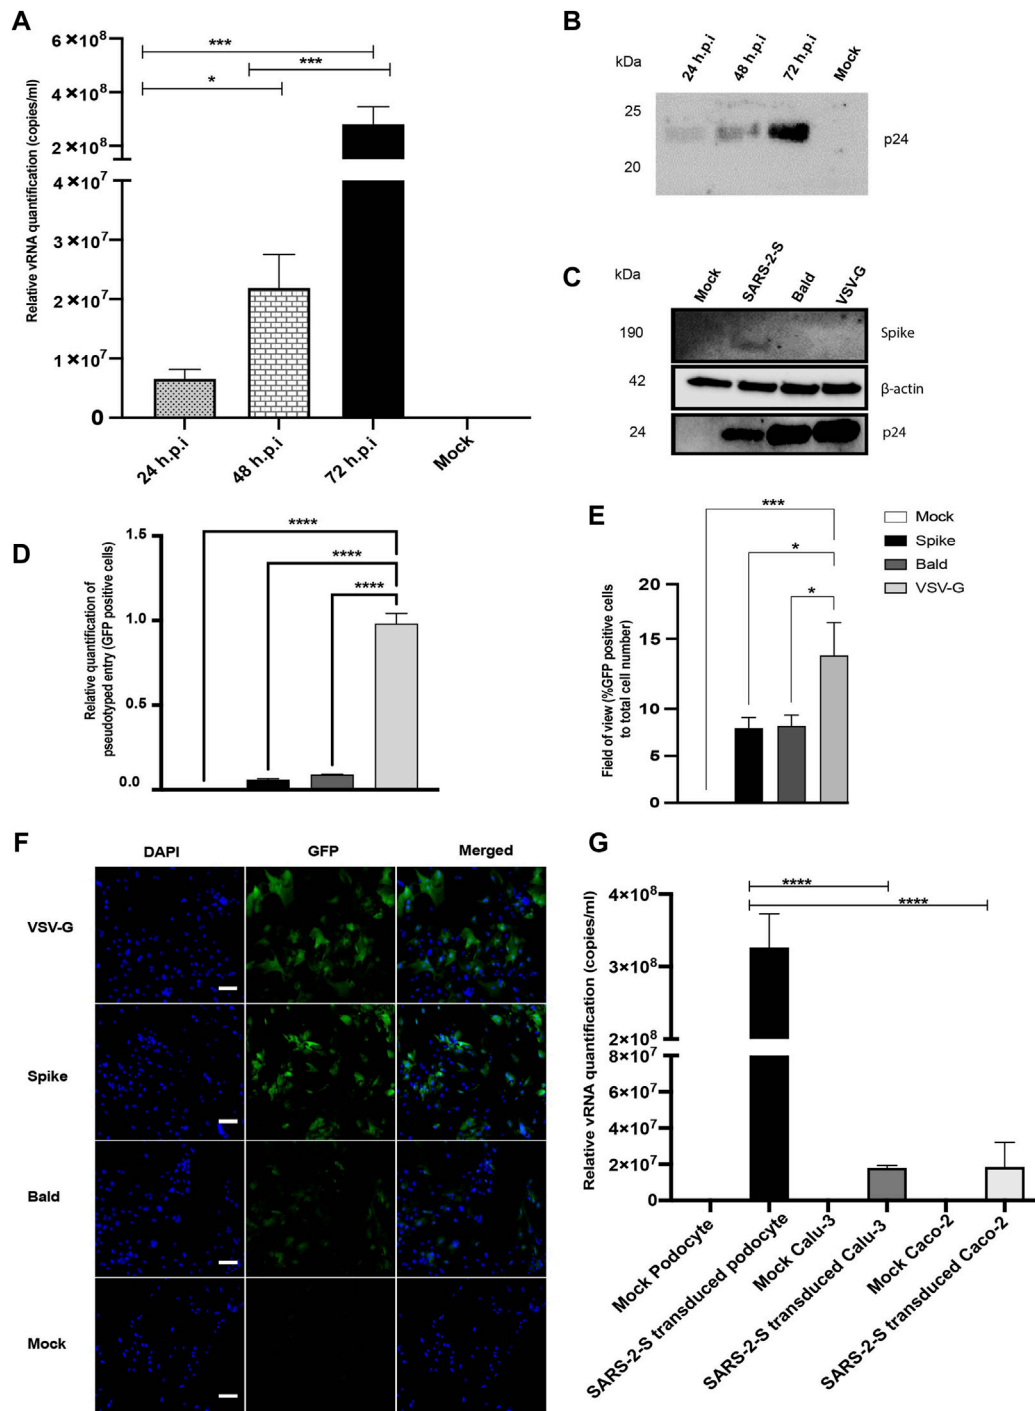 A
Relative vRNA quantification (copies/ml)
6×10⁸
4×10⁸
2×10⁸
4×10⁷
3×10⁷
2×10⁷
1×10⁷
0
***
***
*
24 h.p.i
48 h.p.i
72 h.p.i
Mock
B
kDa
24 h.p.i
48 h.p.i
72 h.p.i
Mock
25
20
p24
C
kDa
Mock
SARS-2-S
Bald
VSV-G
190
Spike
42
β-actin
24
p24
D
Relative quantification of
pseudotyped entry (GFP positive cells)
1.5
1.0
0.5
0.0
****
****
****
E
Field of view (%GFP positive cells
to total cell number)
20
15
10
5
0
***
*
*
Mock
Spike
Bald
VSV-G
F
DAPI
GFP
Merged
VSV-G
Spike
Bald
Mock
G
Relative vRNA quantification (copies/ml)
4×10⁸
3×10⁸
2×10⁸
8×10⁷
6×10⁷
4×10⁷
2×10⁷
0
****
****
Mock Podocyte
SARS-2-S transduced podocyte
Mock Calu-3
SARS-2-S transduced Calu-3
Mock Caco-2
SARS-2-S transduced Caco-2